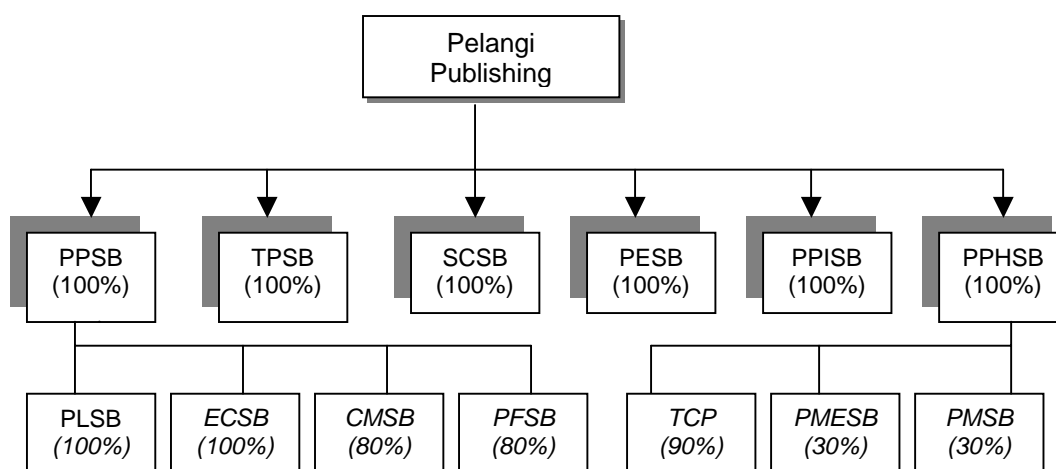 Pelangi
Publishing
PPSB
(100%)
TPSB
(100%)
SCSB
(100%)
PESB
(100%)
PPISB
(100%)
PPHSB
(100%)
PLSB
(100%)
ECSB
(100%)
CMSB
(80%)
PFSB
(80%)
TCP
(90%)
PMESB
(30%)
PMSB
(30%)